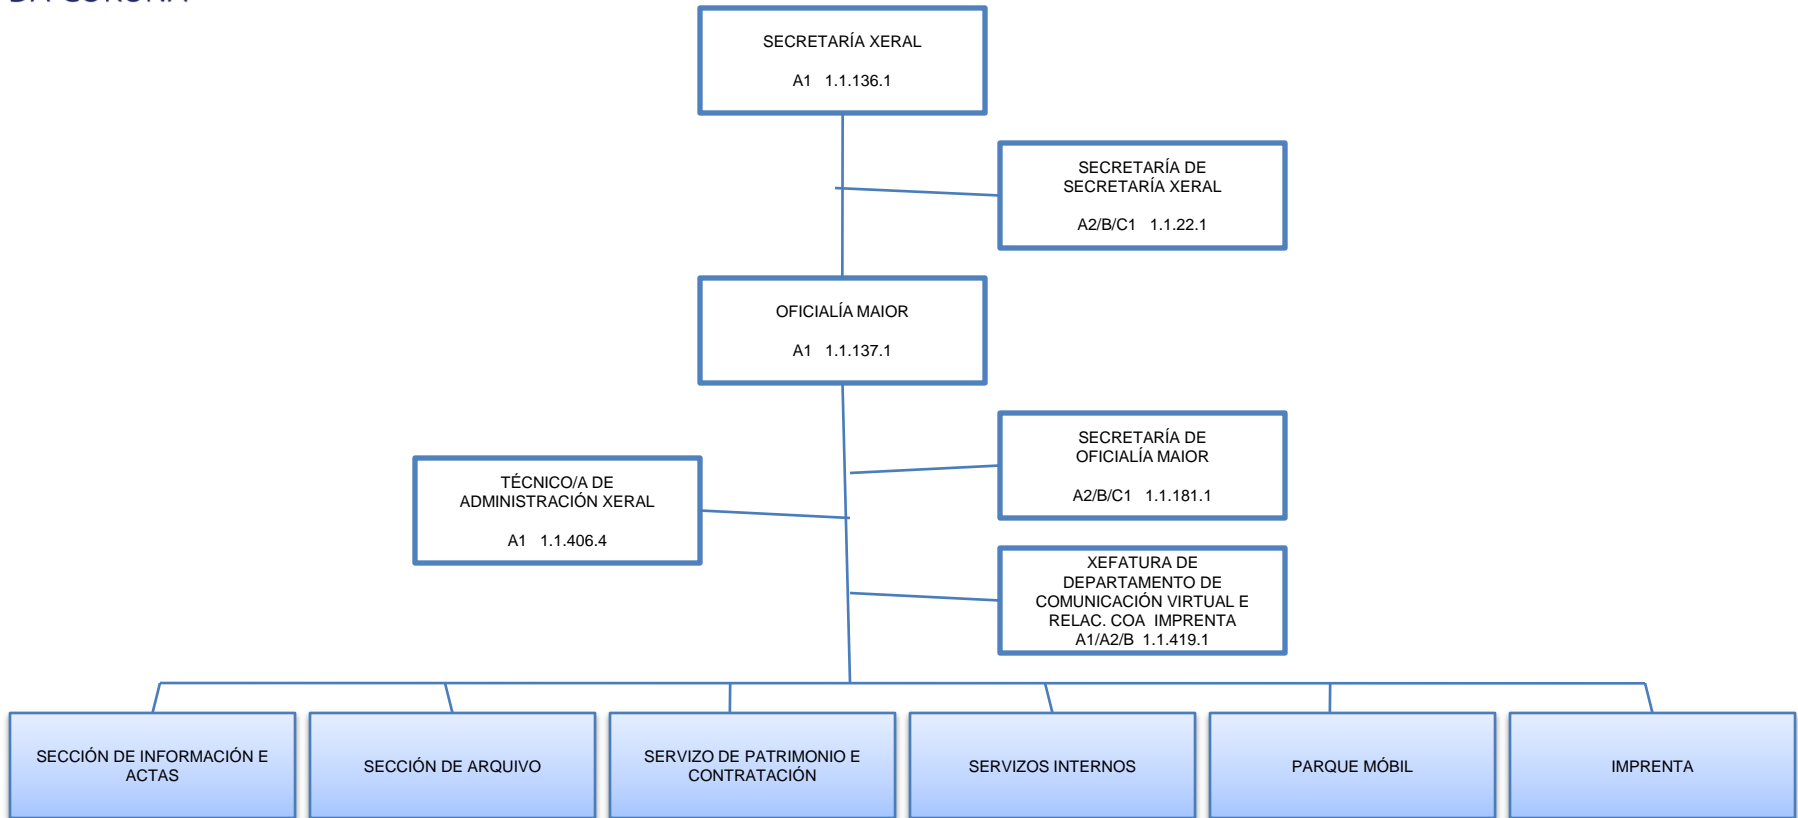 DA CORUÑA
SECRETARÍA XERAL
A1 1.1.136.1
SECRETARÍA DE
SECRETARÍA XERAL
A2/B/C1 1.1.22.1
OFICIALÍA MAIOR
A1 1.1.137.1
SECRETARÍA DE
OFICIALÍA MAIOR
A2/B/C1 1.1.181.1
TÉCNICO/A DE
ADMINISTRACIÓN XERAL
A1 1.1.406.4
XEFATURA DE
DEPARTAMENTO DE
COMUNICACIÓN VIRTUAL E
RELAC. COA IMPRENTA
A1/A2/B 1.1.419.1
SECCIÓN DE INFORMACIÓN E
ACTAS
SECCIÓN DE ARQUIVO
SERVIZO DE PATRIMONIO E
CONTRATACIÓN
SERVIZOS INTERNOS
PARQUE MÓBIL
IMPRENTA